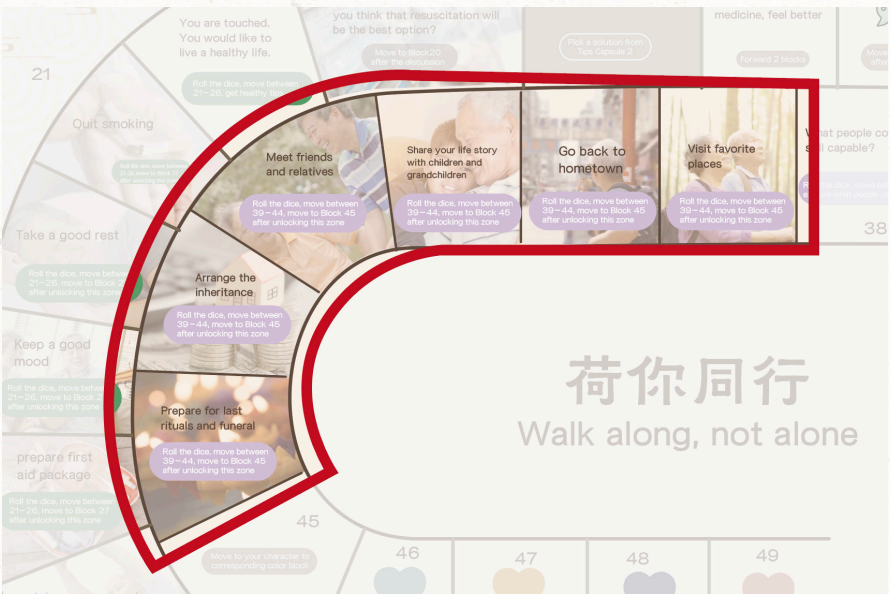 You are touched.
You would like to
live a healthy life.
Roll the dice, move between
21-26, get healthy
you think that resuscitation will
be the best option?
Move to Block20
after the discussion
Pick a solution from
Tips Capsule 2
medicine, feel better
Forward 2 blocks
Move
after
21
Quit smoking
Roll the dice, move between
Take a good rest
Roll the dice, move between
21-26, move to Block 2
after unlocking this zone
Keep a good
mood
Roll the dice, move between
21-26, move to Block 2
after unlocking this zone
prepare first
aid package
Roll the dice, move between
21-26, move to Block 27
after unlocking this zone
Meet friends
and relatives
Roll the dice, move between
39-44, move to Block 45
after unlocking this zone
Share your life story
with children and
grandchildren
Roll the dice, move between
39-44, move to Block 45
after unlocking this zone
Go back to
hometown
Roll the dice, move between
39-44, move to Block 45
after unlocking this zone
Visit favorite
places
Roll the dice, move between
39-44, move to Block 45
after unlocking this zone
What people co
still capable?
38
Arrange the
inheritance
Roll the dice, move between
39-44, move to Block 45
after unlocking this zone
Prepare for last
rituals and funeral
Roll the dice, move between
39-44, move to Block 45
after unlocking this zone
荷你同行
Walk along, not alone
45
Move to your character to
corresponding color block
46
47
48
49